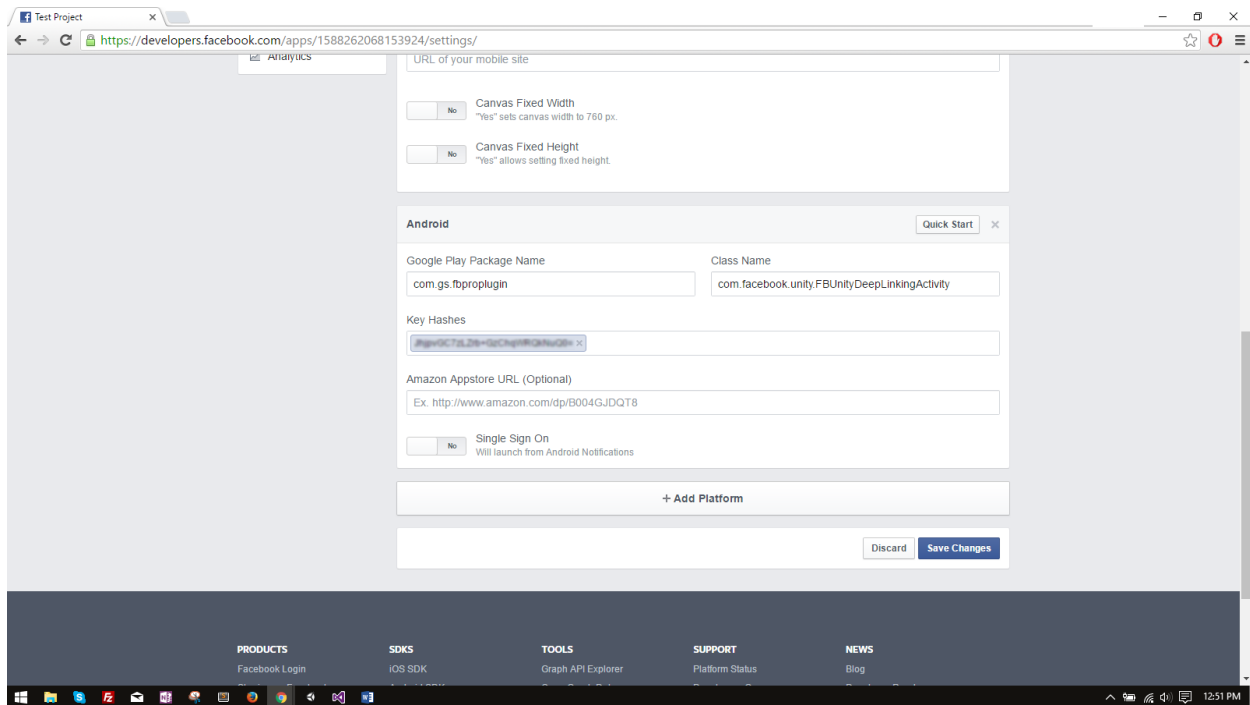 Test Project
https://developers.facebook.com/apps/1588262068153924/settings/
Analytics
URL of your mobile site
No
Canvas Fixed Width
"Yes" sets canvas width to 760 px.
No
Canvas Fixed Height
"Yes" allows setting fixed height.
Android
Quick Start
Google Play Package Name
Class Name
com.gs.fbproplugin
com.facebook.unity.FBUnityDeepLinkingActivity
Key Hashes
Amazon Appstore URL (Optional)
Ex. http://www.amazon.com/dp/B004GJDQT8
No
Single Sign On
Will launch from Android Notifications
+ Add Platform
Discard
Save Changes
PRODUCTS SDKS TOOLS SUPPORT NEWS
Facebook Login iOS SDK Graph API Explorer Platform Status Blog
12:51 PM